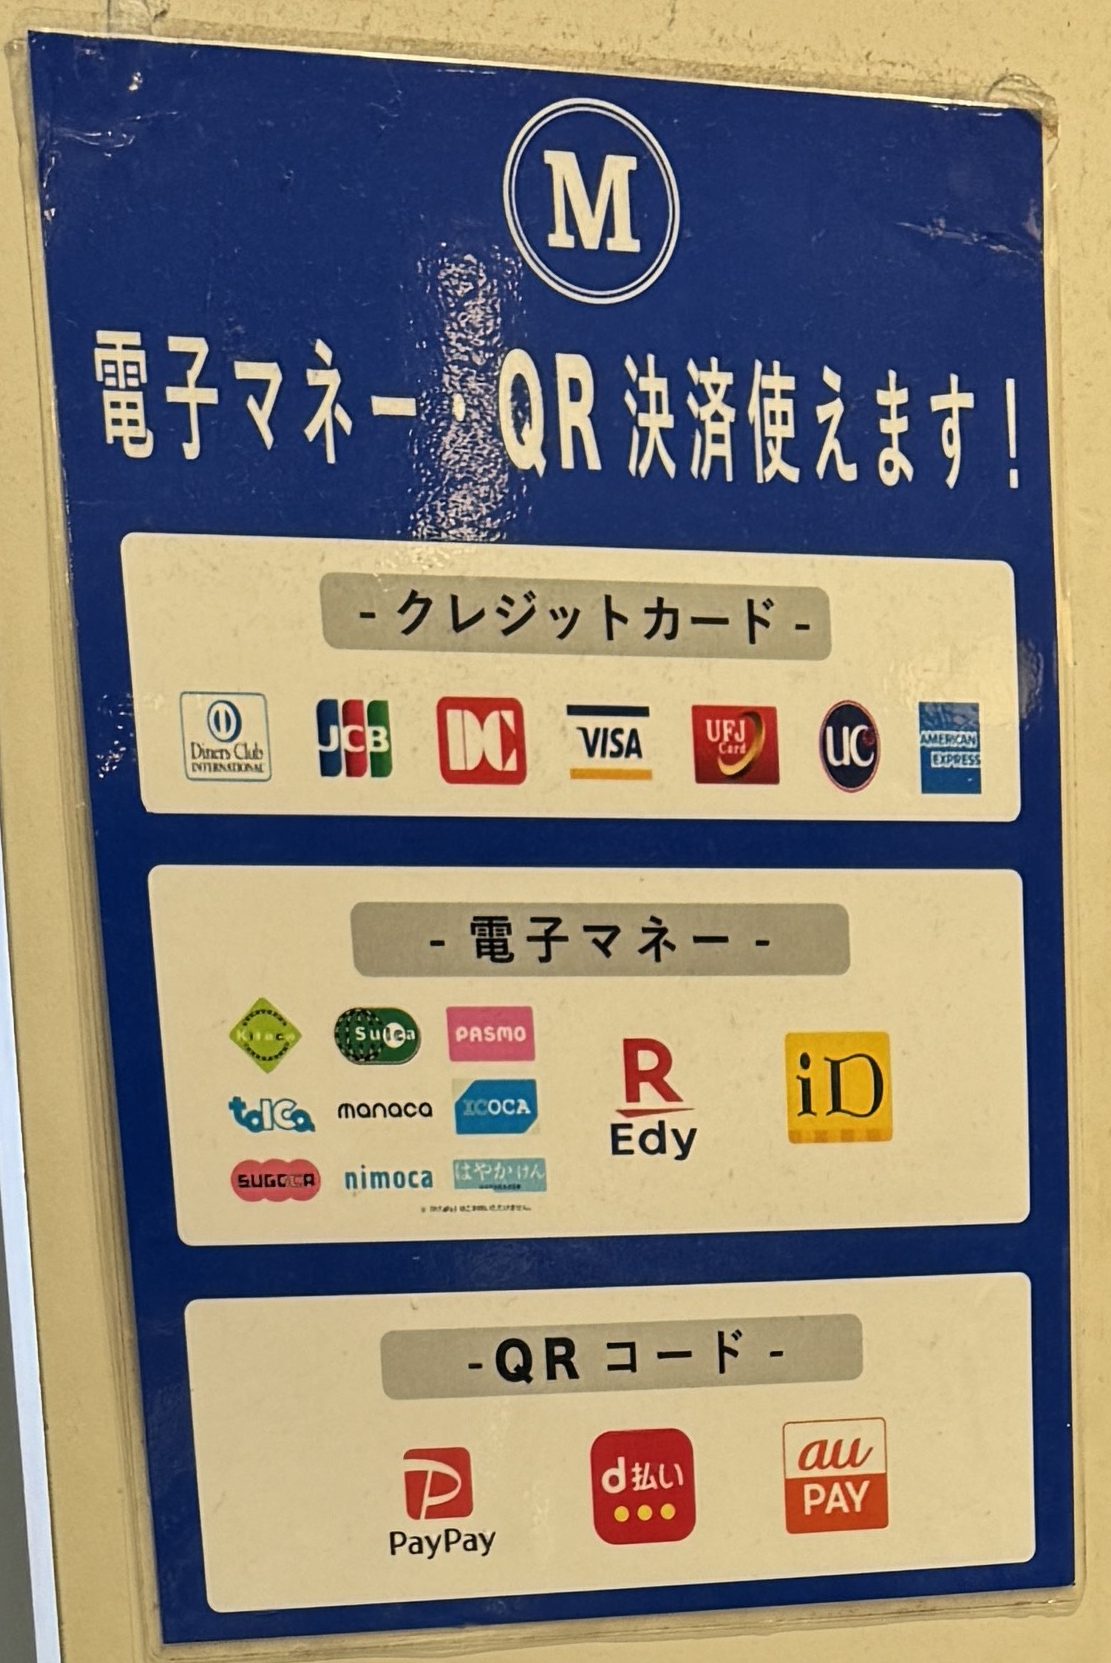 M
電子マネー・QR決済使えます！
- クレジットカード -
Diners Club INTERNATIONAL
JCB
DC
VISA
UFJ Card
UC
AMERICAN EXPRESS
- 電子マネー -
Kitaca
Suica
PASMO
toica
manaca
ICOCA
SUGOCA
nimoca
はやかけん
R Edy
iD
- QR コード -
PayPay
PayPay
d払い
au PAY